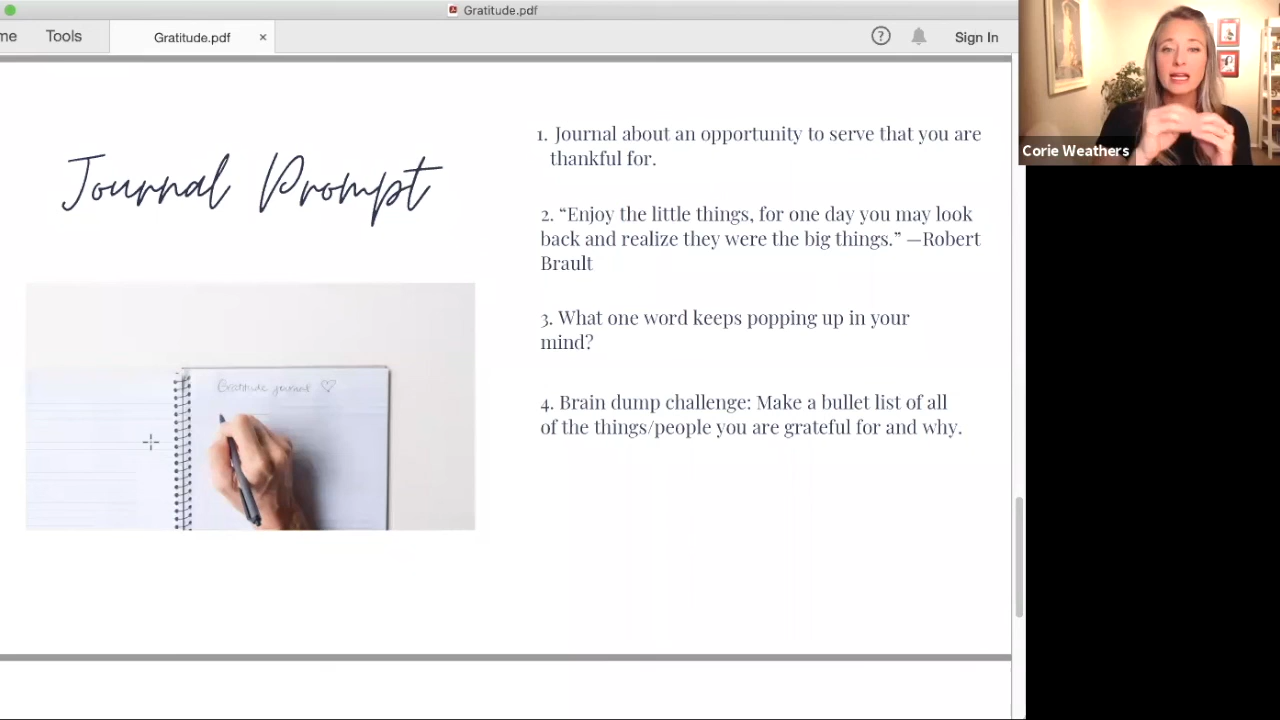 Gratitude.pdf
me
Tools
Gratitude.pdf
×
?
Sign In
Corie Weathers
Journal Prompt
Gratitude journal ♡
1. Journal about an opportunity to serve that you are
thankful for.
2. “Enjoy the little things, for one day you may look
back and realize they were the big things.” —Robert
Brault
3. What one word keeps popping up in your
mind?
4. Brain dump challenge: Make a bullet list of all
of the things/people you are grateful for and why.